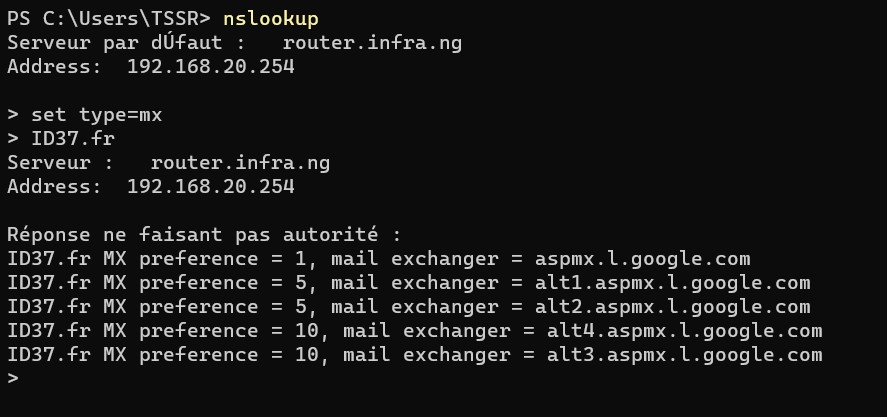 PS C:\Users\TSSR> nslookup
Serveur par dÚfaut :   router.infra.ng
Address:  192.168.20.254
> set type=mx
> ID37.fr
Serveur :   router.infra.ng
Address:  192.168.20.254
Réponse ne faisant pas autorité :
ID37.fr MX preference = 1, mail exchanger = aspmx.l.google.com
ID37.fr MX preference = 5, mail exchanger = alt1.aspmx.l.google.com
ID37.fr MX preference = 5, mail exchanger = alt2.aspmx.l.google.com
ID37.fr MX preference = 10, mail exchanger = alt4.aspmx.l.google.com
ID37.fr MX preference = 10, mail exchanger = alt3.aspmx.l.google.com
>